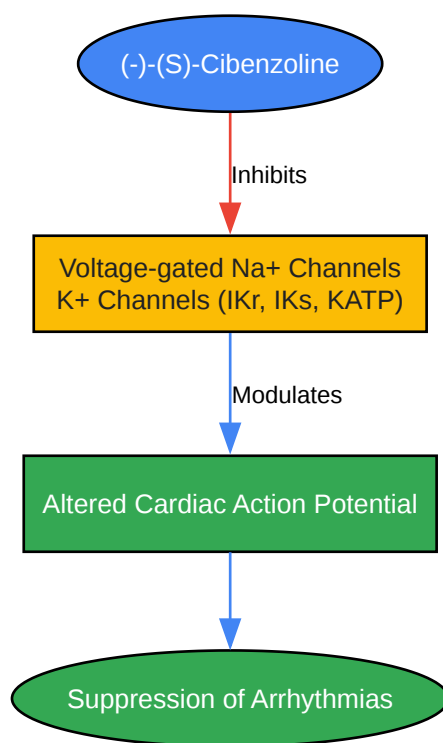 (-)-(S)-Cibenzoline
Inhibits
Voltage-gated Na+ Channels
K+ Channels (IKr, IKs, KATP)
Modulates
Altered Cardiac Action Potential
Suppression of Arrhythmias